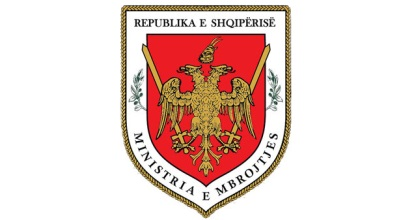 REPUBLIKA E SHQIPËRISË
MINISTRIA E MBROJTJES